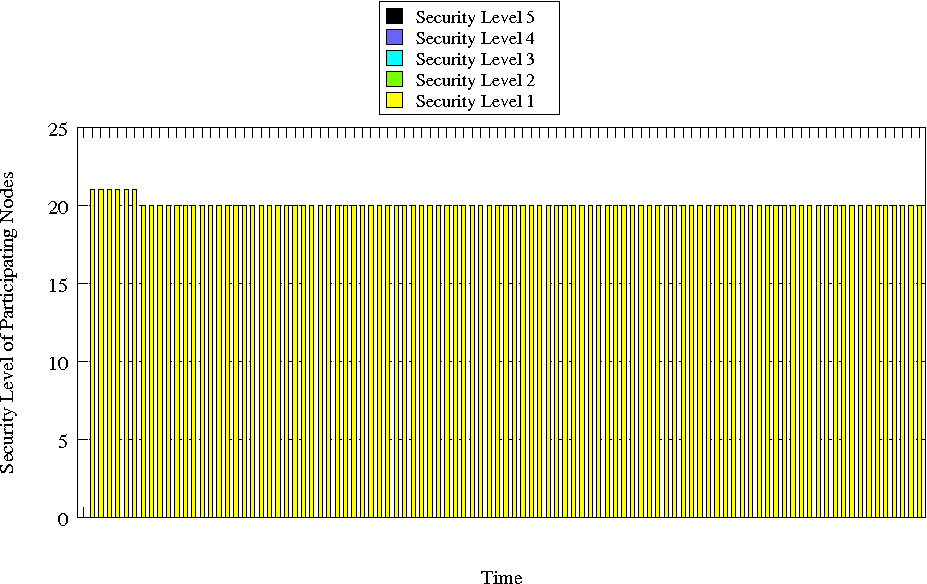 Security Level 5
Security Level 4
Security Level 3
Security Level 2
Security Level 1
25
20
15
10
5
0
Security Level of Participating Nodes
Time